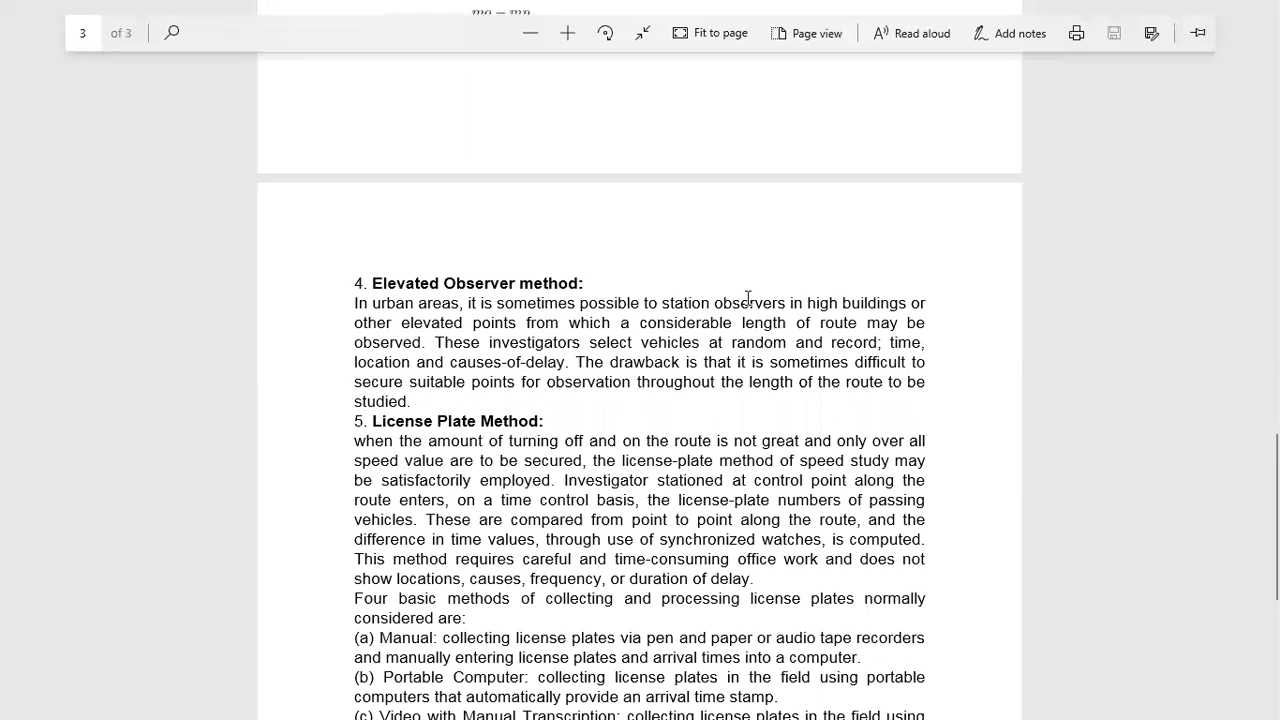 3 of 3 Fit to page Page view Read aloud Add notes
4. Elevated Observer method:
In urban areas, it is sometimes possible to station observers in high buildings or
other elevated points from which a considerable length of route may be
observed. These investigators select vehicles at random and record; time,
location and causes-of-delay. The drawback is that it is sometimes difficult to
secure suitable points for observation throughout the length of the route to be
studied.
5. License Plate Method:
when the amount of turning off and on the route is not great and only over all
speed value are to be secured, the license-plate method of speed study may
be satisfactorily employed. Investigator stationed at control point along the
route enters, on a time control basis, the license-plate numbers of passing
vehicles. These are compared from point to point along the route, and the
difference in time values, through use of synchronized watches, is computed.
This method requires careful and time-consuming office work and does not
show locations, causes, frequency, or duration of delay.
Four basic methods of collecting and processing license plates normally
considered are:
(a) Manual: collecting license plates via pen and paper or audio tape recorders
and manually entering license plates and arrival times into a computer.
(b) Portable Computer: collecting license plates in the field using portable
computers that automatically provide an arrival time stamp.
(c) Video with Manual Transcription: collecting license plates in the field using